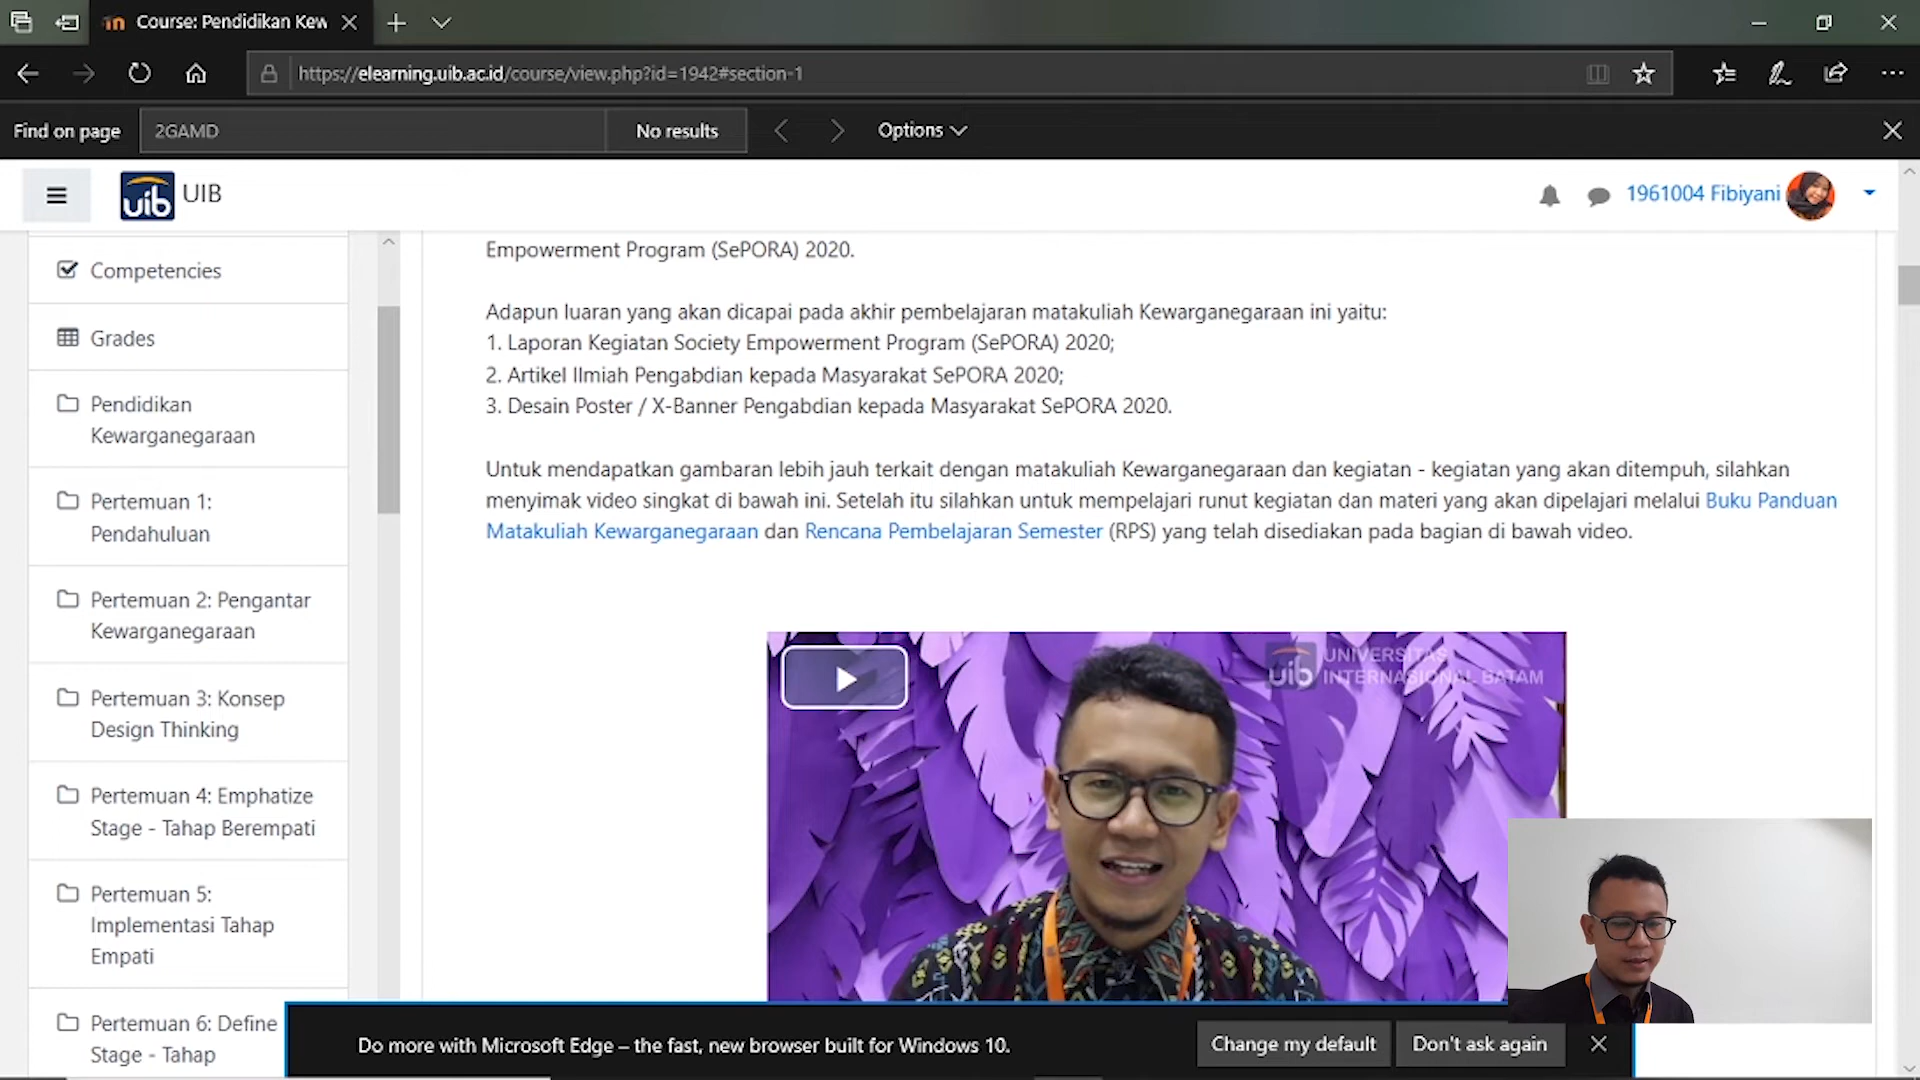 Course: Pendidikan Kew
https://elearning.uib.ac.id/course/view.php?id=1942#section-1
Find on page
2GAMD
No results
Options
uib UIB
1961004 Fibiyani
Competencies
Grades
Pendidikan
Kewarganegaraan
Pertemuan 1:
Pendahuluan
Pertemuan 2: Pengantar
Kewarganegaraan
Pertemuan 3: Konsep
Design Thinking
Pertemuan 4: Emphatize
Stage - Tahap Berempati
Pertemuan 5:
Implementasi Tahap
Empati
Pertemuan 6: Define
Stage - Tahap
Empowerment Program (SePORA) 2020.
Adapun luaran yang akan dicapai pada akhir pembelajaran matakuliah Kewarganegaraan ini yaitu:
1. Laporan Kegiatan Society Empowerment Program (SePORA) 2020;
2. Artikel Ilmiah Pengabdian kepada Masyarakat SePORA 2020;
3. Desain Poster / X-Banner Pengabdian kepada Masyarakat SePORA 2020.
Untuk mendapatkan gambaran lebih jauh terkait dengan matakuliah Kewarganegaraan dan kegiatan - kegiatan yang akan ditempuh, silahkan
menyimak video singkat di bawah ini. Setelah itu silahkan untuk mempelajari runut kegiatan dan materi yang akan dipelajari melalui Buku Panduan
Matakuliah Kewarganegaraan dan Rencana Pembelajaran Semester (RPS) yang telah disediakan pada bagian di bawah video.
uib UNIVERSITAS
INTERNASIONAL BATAM
Do more with Microsoft Edge – the fast, new browser built for Windows 10.
Change my default
Don't ask again